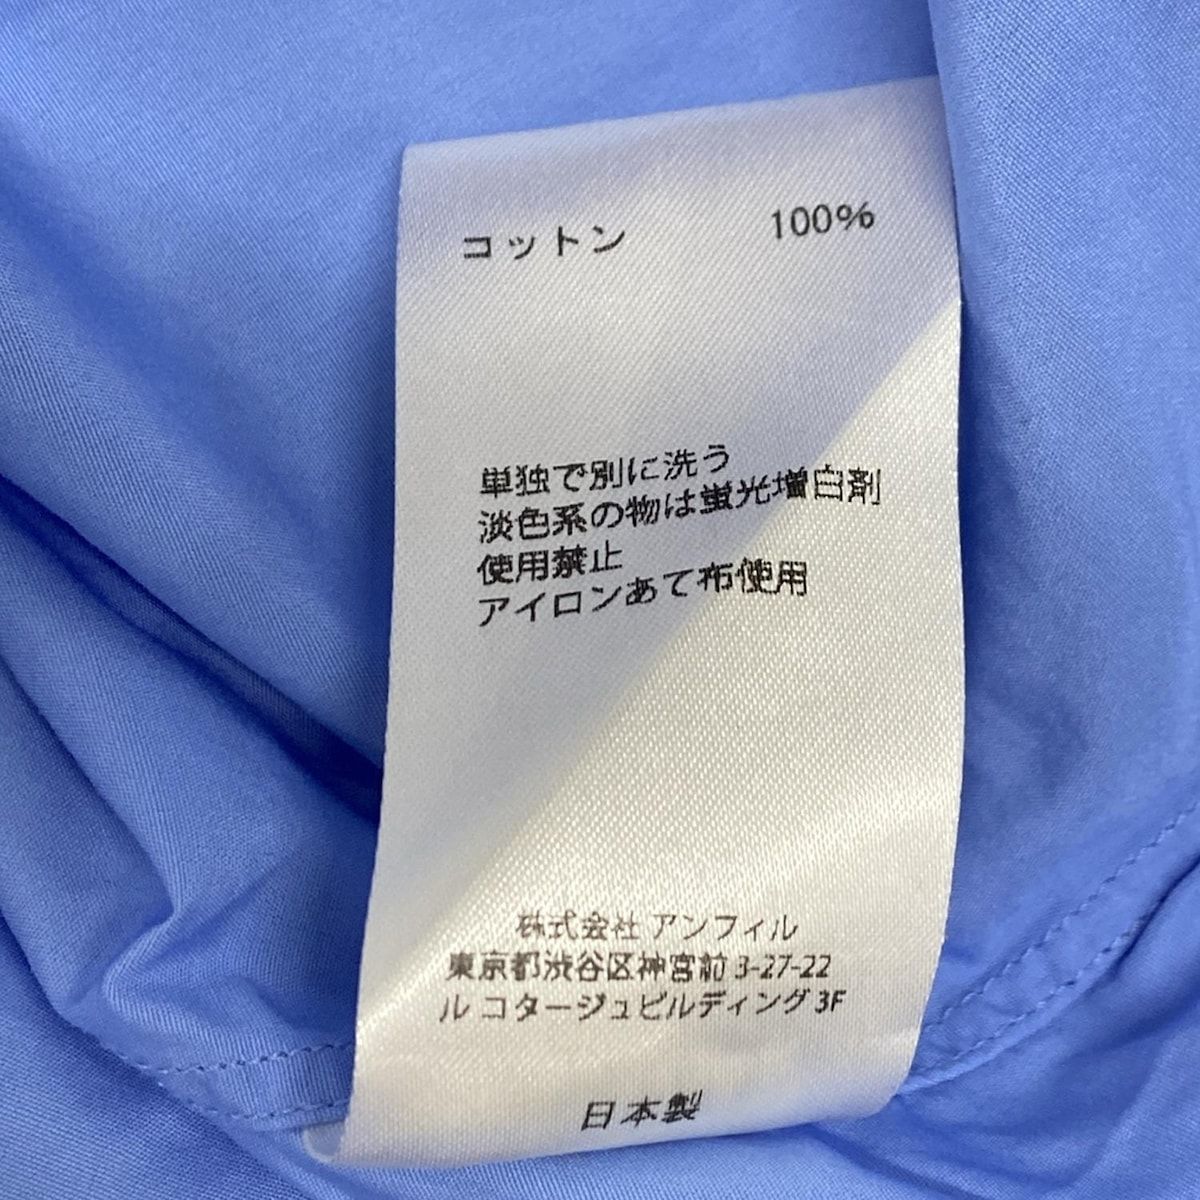 コットン 100%
単独で別に洗う
淡色系の物は蛍光増白剤
使用禁止
アイロンあて布使用
株式会社 アンフィル
東京都渋谷区神宮前 3-27-22
ル コタージュビルディング 3F
日本製